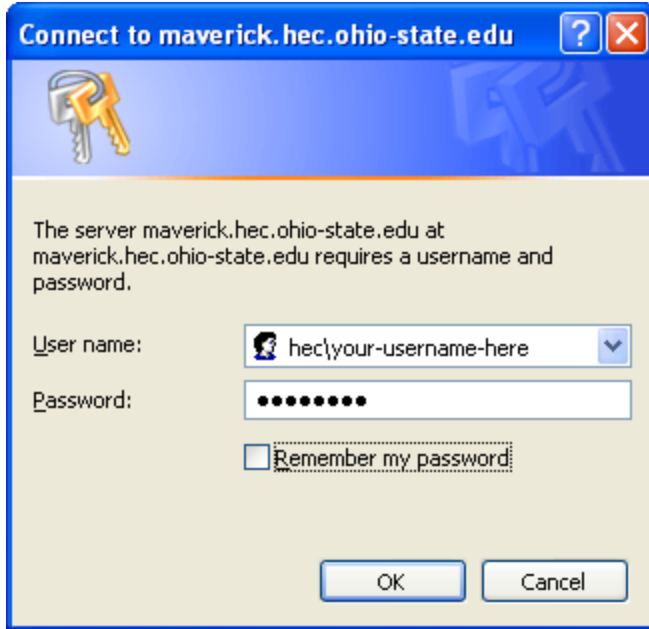 Connect to maverick.hec.ohio-state.edu
The server maverick.hec.ohio-state.edu at
maverick.hec.ohio-state.edu requires a username and
password.
User name:
hec\your-username-here
Password:
••••••••
Remember my password
OK
Cancel